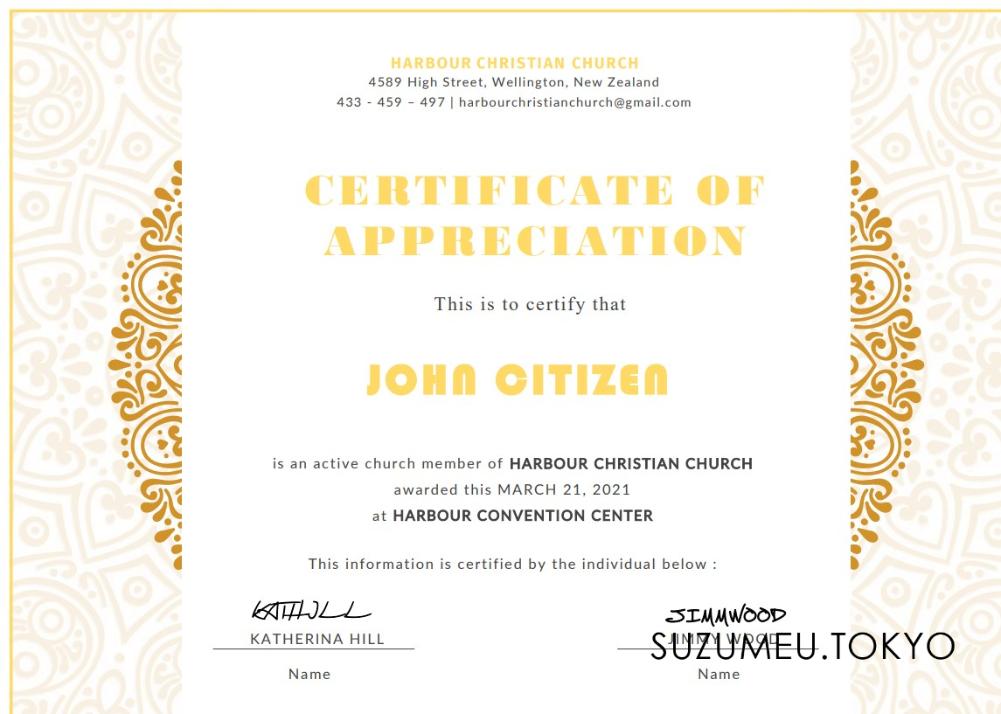 HARBOUR CHRISTIAN CHURCH
4589 High Street, Wellington, New Zealand
433 - 459 – 497 | harbourchristianchurch@gmail.com
CERTIFICATE OF
APPRECIATION
This is to certify that
JOHN CITIZEN
is an active church member of HARBOUR CHRISTIAN CHURCH
awarded this MARCH 21, 2021
at HARBOUR CONVENTION CENTER
This information is certified by the individual below :
KATHILL JIMMWOOD
KATHERINA HILL JIMMY WOOD
SUZUMEU.TOKYO
Name Name